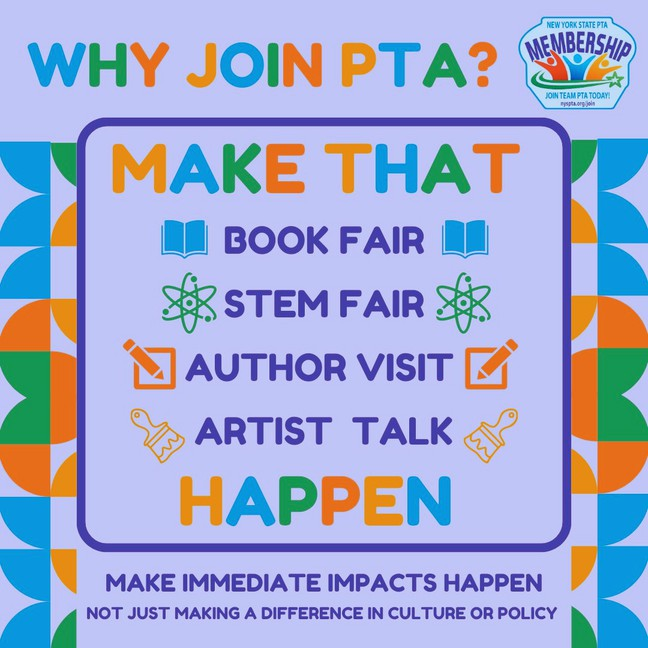 WHY JOIN PTA?
NEW YORK STATE PTA
MEMBERSHIP
JOIN TEAM PTA TODAY!
nyspta.org/join
MAKE THAT
BOOK FAIR
STEM FAIR
AUTHOR VISIT
ARTIST TALK
HAPPEN
MAKE IMMEDIATE IMPACTS HAPPEN
NOT JUST MAKING A DIFFERENCE IN CULTURE OR POLICY